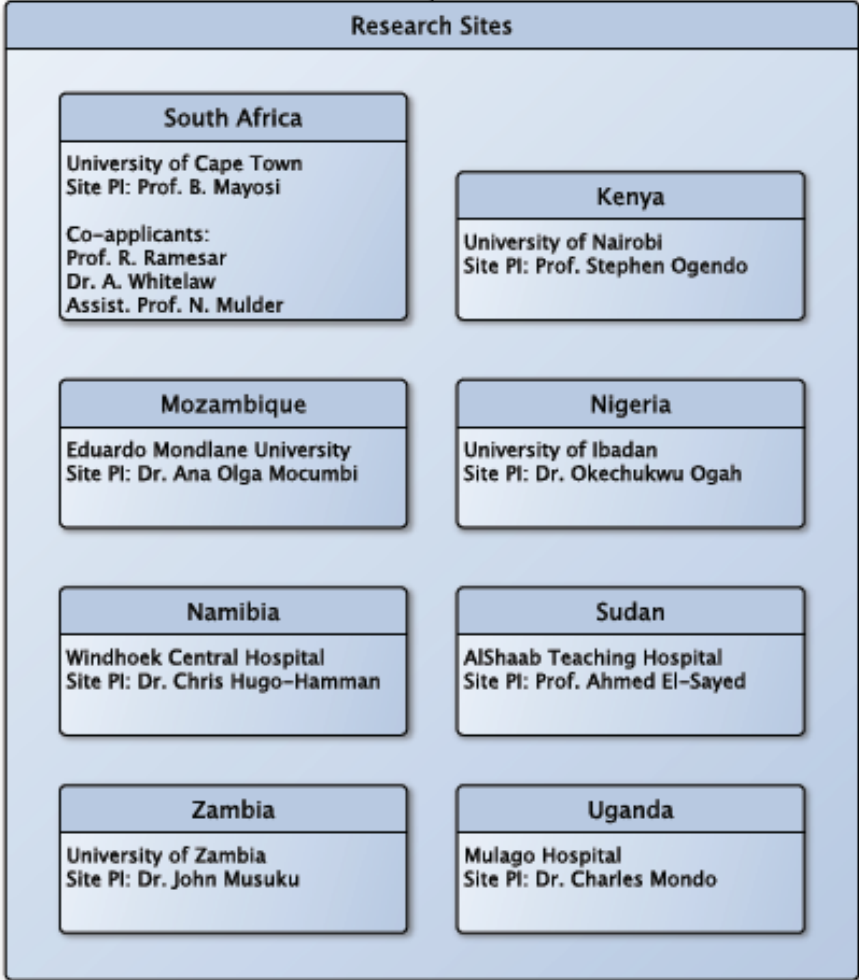 Research Sites
South Africa
University of Cape Town
Site PI: Prof. B. Mayosi
Co-applicants:
Prof. R. Ramesar
Dr. A. Whitelaw
Assist. Prof. N. Mulder
Kenya
University of Nairobi
Site PI: Prof. Stephen Ogendo
Mozambique
Eduardo Mondlane University
Site PI: Dr. Ana Olga Mocumbi
Nigeria
University of Ibadan
Site PI: Dr. Okechukwu Ogah
Namibia
Windhoek Central Hospital
Site PI: Dr. Chris Hugo-Hamman
Sudan
AlShaab Teaching Hospital
Site PI: Prof. Ahmed El-Sayed
Zambia
University of Zambia
Site PI: Dr. John Musuku
Uganda
Mulago Hospital
Site PI: Dr. Charles Mondo